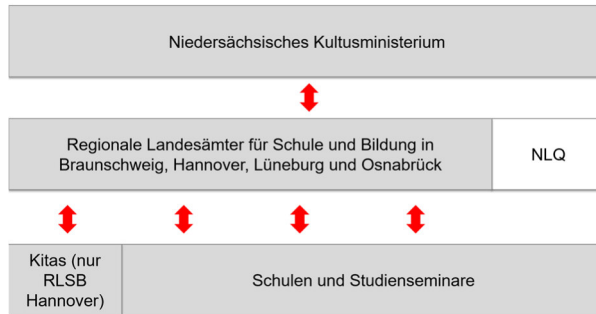 Niedersächsisches Kultusministerium
Regionale Landesämter für Schule und Bildung in
Braunschweig, Hannover, Lüneburg und Osnabrück
NLQ
Kitas (nur
RLSB
Hannover)
Schulen und Studienseminare